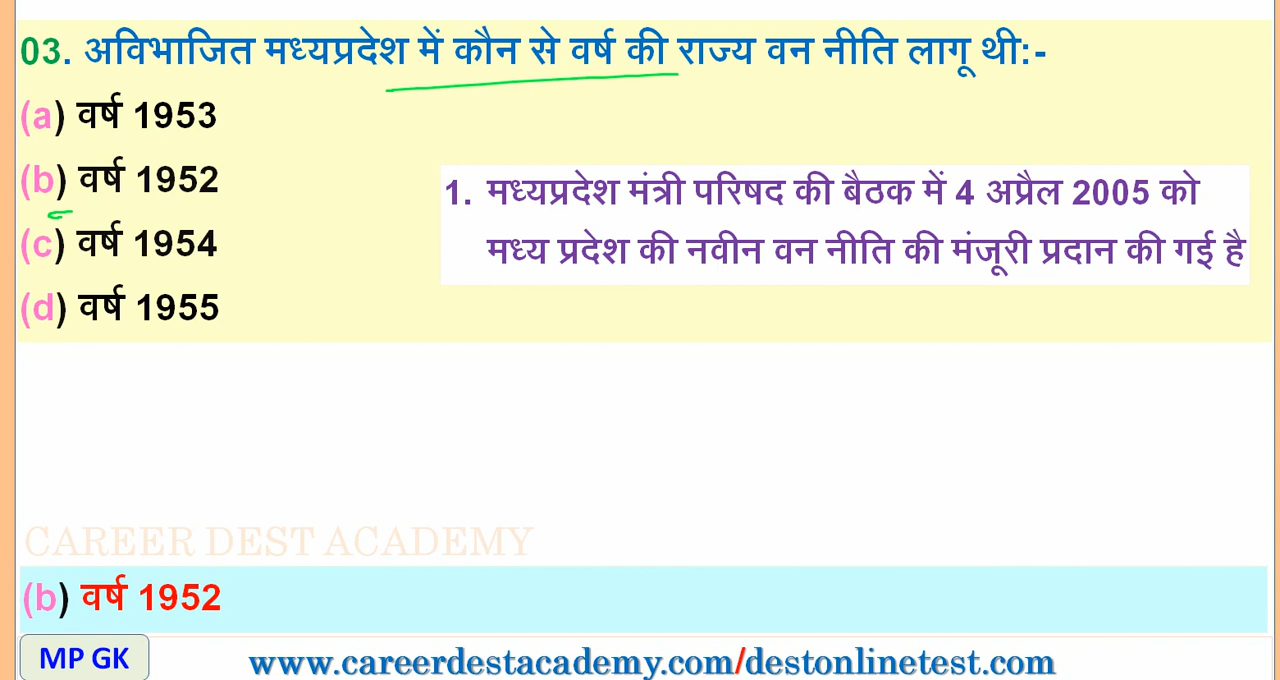 03. अविभाजित मध्यप्रदेश में कौन से वर्ष की राज्य वन नीति लागू थी:-
(a) वर्ष 1953
(b) वर्ष 1952
(c) वर्ष 1954
(d) वर्ष 1955
1. मध्यप्रदेश मंत्री परिषद की बैठक में 4 अप्रैल 2005 को
मध्य प्रदेश की नवीन वन नीति की मंजूरी प्रदान की गई है
CAREER DEST ACADEMY
(b) वर्ष 1952
MP GK
www.careerdestacademy.com/destonlinetest.com